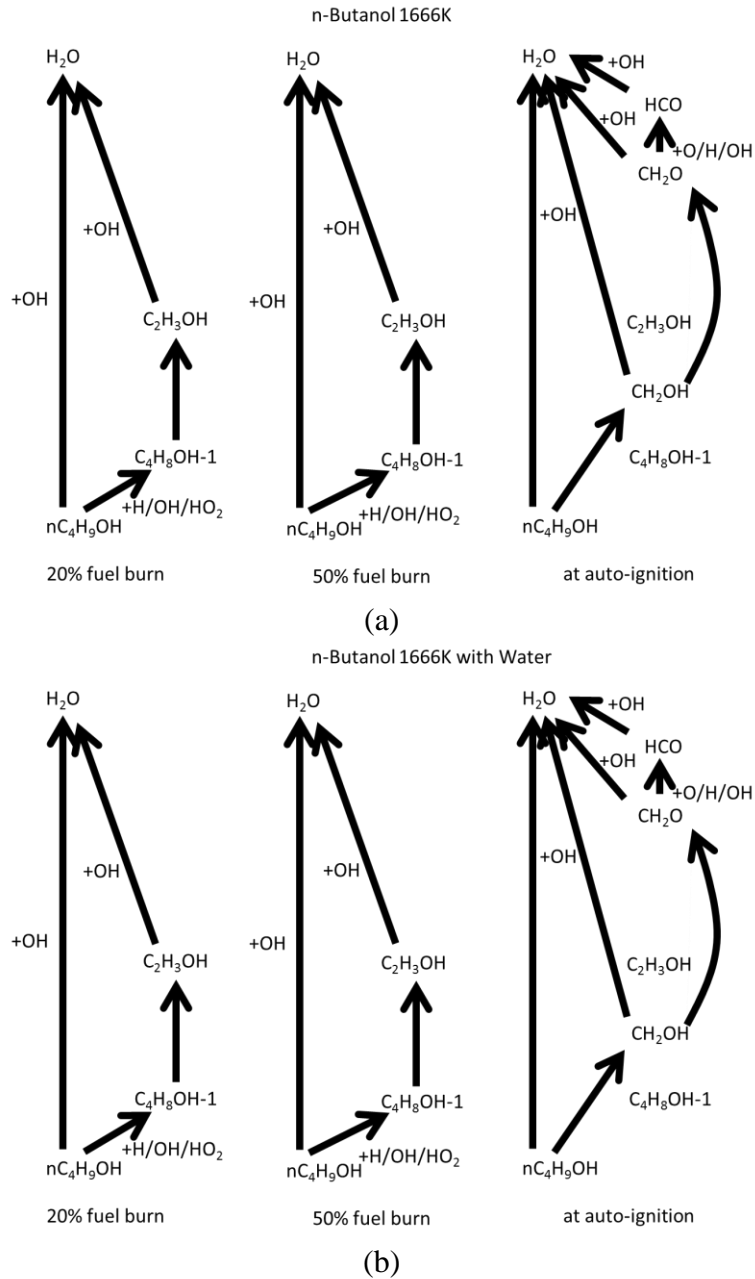 n-Butanol 1666K
H₂O
+OH
+OH
C₂H₃OH
C₄H₈OH-1
+H/OH/HO₂
nC₄H₉OH
20% fuel burn
H₂O
+OH
+OH
C₂H₃OH
C₄H₈OH-1
+H/OH/HO₂
nC₄H₉OH
50% fuel burn
H₂O
+OH
HCO
+OH
+O/H/OH
CH₂O
+OH
C₂H₃OH
CH₂OH
C₄H₈OH-1
nC₄H₉OH
at auto-ignition
(a)
n-Butanol 1666K with Water
H₂O
+OH
+OH
C₂H₃OH
C₄H₈OH-1
+H/OH/HO₂
nC₄H₉OH
20% fuel burn
H₂O
+OH
+OH
C₂H₃OH
C₄H₈OH-1
+H/OH/HO₂
nC₄H₉OH
50% fuel burn
H₂O
+OH
HCO
+OH
+O/H/OH
CH₂O
+OH
C₂H₃OH
CH₂OH
C₄H₈OH-1
nC₄H₉OH
at auto-ignition
(b)